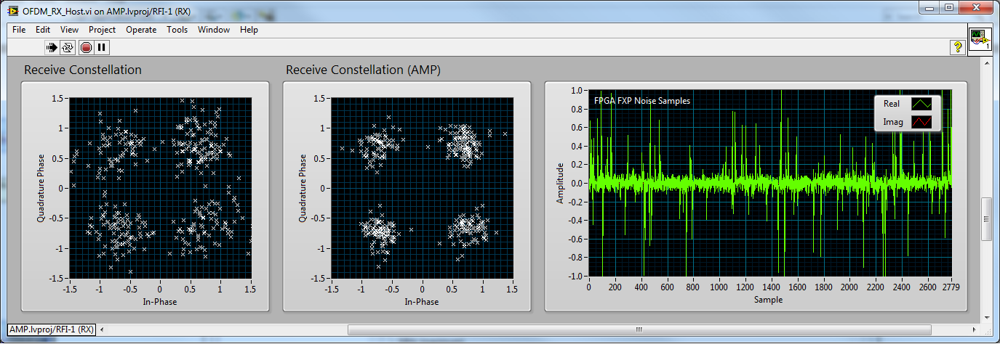 OFDM_RX_Host.vi on AMP.lvproj/RFI-1 (RX)
File Edit View Project Operate Tools Window Help
?
1
Receive Constellation
Receive Constellation (AMP)
1.5
1
0.5
0
-0.5
-1
-1.5
Quadrature Phase
-1.5 -1 -0.5 0 0.5 1 1.5
In-Phase
1.5
1
0.5
0
-0.5
-1
-1.5
Quadrature Phase
-1.5 -1 -0.5 0 0.5 1 1.5
In-Phase
FPGA FXP Noise Samples
Real
Imag
1.0
0.8
0.6
0.4
0.2
0.0
-0.2
-0.4
-0.6
-0.8
-1.0
Amplitude
0 200 400 600 800 1000 1200 1400 1600 1800 2000 2200 2400 2600 2779
Sample
AMP.lvproj/RFI-1 (RX)